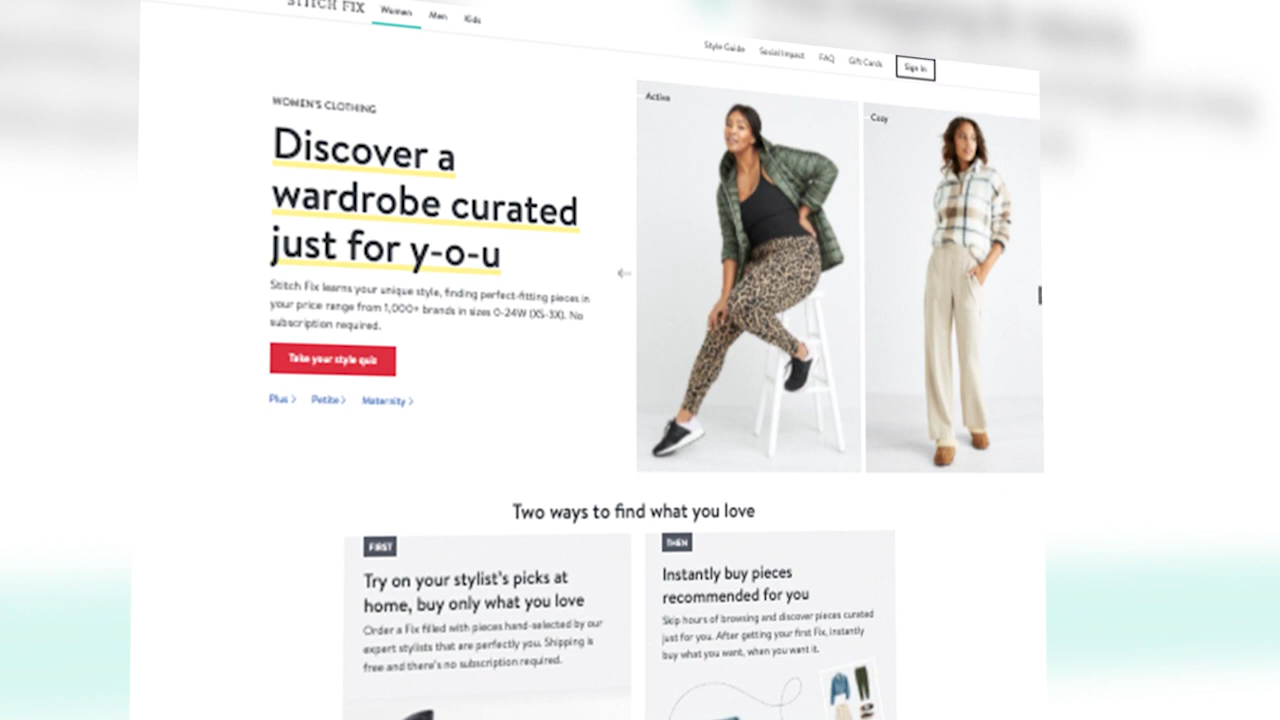 STITCH FIX
Women Men Kids
Style Guide Social Impact FAQ Gift Cards Sign In
WOMEN'S CLOTHING
Discover a
wardrobe curated
just for y-o-u
Stitch Fix learns your unique style, finding perfect-fitting pieces in
your price range from 1,000+ brands in sizes 0-24W (XS-3X). No
subscription required.
Take your style quiz
Plus > Petite > Maternity >
Active
Cozy
Two ways to find what you love
FIRST
Try on your stylist's picks at
home, buy only what you love
Order a Fix filled with pieces hand-selected by our
expert stylists that are perfectly you. Shipping is
free and there's no subscription required.
THEN
Instantly buy pieces
recommended for you
Skip hours of browsing and discover pieces curated
just for you. After getting your first Fix, instantly
buy what you want, when you want it.